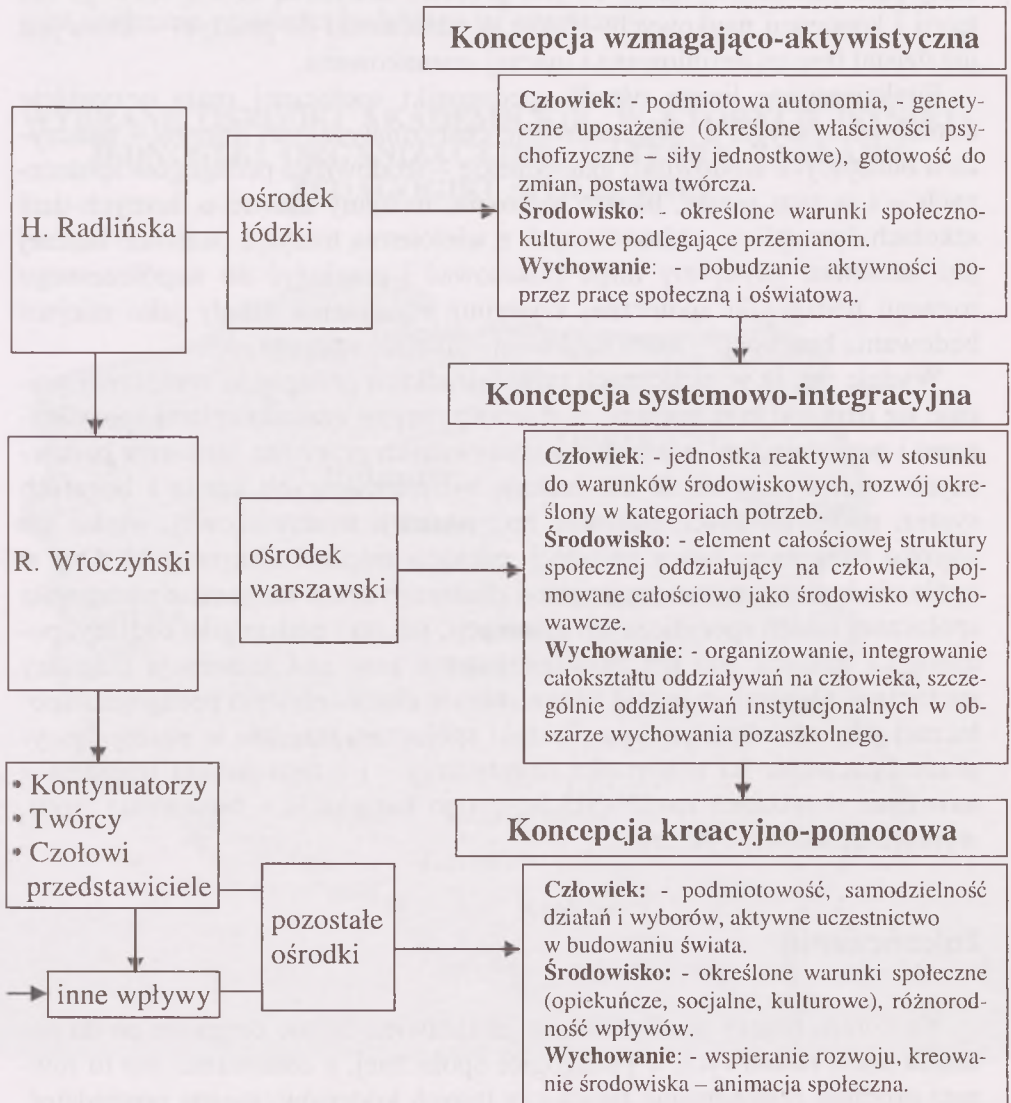 Koncepcja wzmagająco-aktywistyczna
H. Radlińska
ośrodek
łódzki
Człowiek: - podmiotowa autonomia, - genety-
czne uposażenie (określone właściwości psy-
chofizyczne – siły jednostkowe), gotowość do
zmian, postawa twórcza.
Środowisko: - określone warunki społeczno-
kulturowe podlegające przemianom.
Wychowanie: - pobudzanie aktywności po-
przez pracę społeczną i oświatową,
Koncepcja systemowo-integracyjna
R. Wroczyński
ośrodek
warszawski
Człowiek: - jednostka reaktywna w stosunku
do warunków środowiskowych, rozwój okre-
ślony w kategoriach potrzeb.
Środowisko: - element całościowej struktury
społecznej oddziałujący na człowieka, poj-
mowane całościowo jako środowisko wycho-
wawcze.
Wychowanie: - organizowanie, integrowanie
całokształtu oddziaływań na człowieka, szcze-
gólnie oddziaływań instytucjonalnych w ob-
szarze wychowania pozaszkolnego.
• Kontynuatorzy
• Twórcy
• Czołowi
przedstawiciele
inne wpływy
pozostałe
ośrodki
Koncepcja kreacyjno-pomocowa
Człowiek: - podmiotowość, samodzielność
działań i wyborów, aktywne uczestnictwo
w budowaniu świata.
Środowisko: - określone warunki społeczne
(opiekuńcze, socjalne, kulturowe), różnorod-
ność wpływów.
Wychowanie: - wspieranie rozwoju, kreowa-
nie środowiska – animacja społeczna.